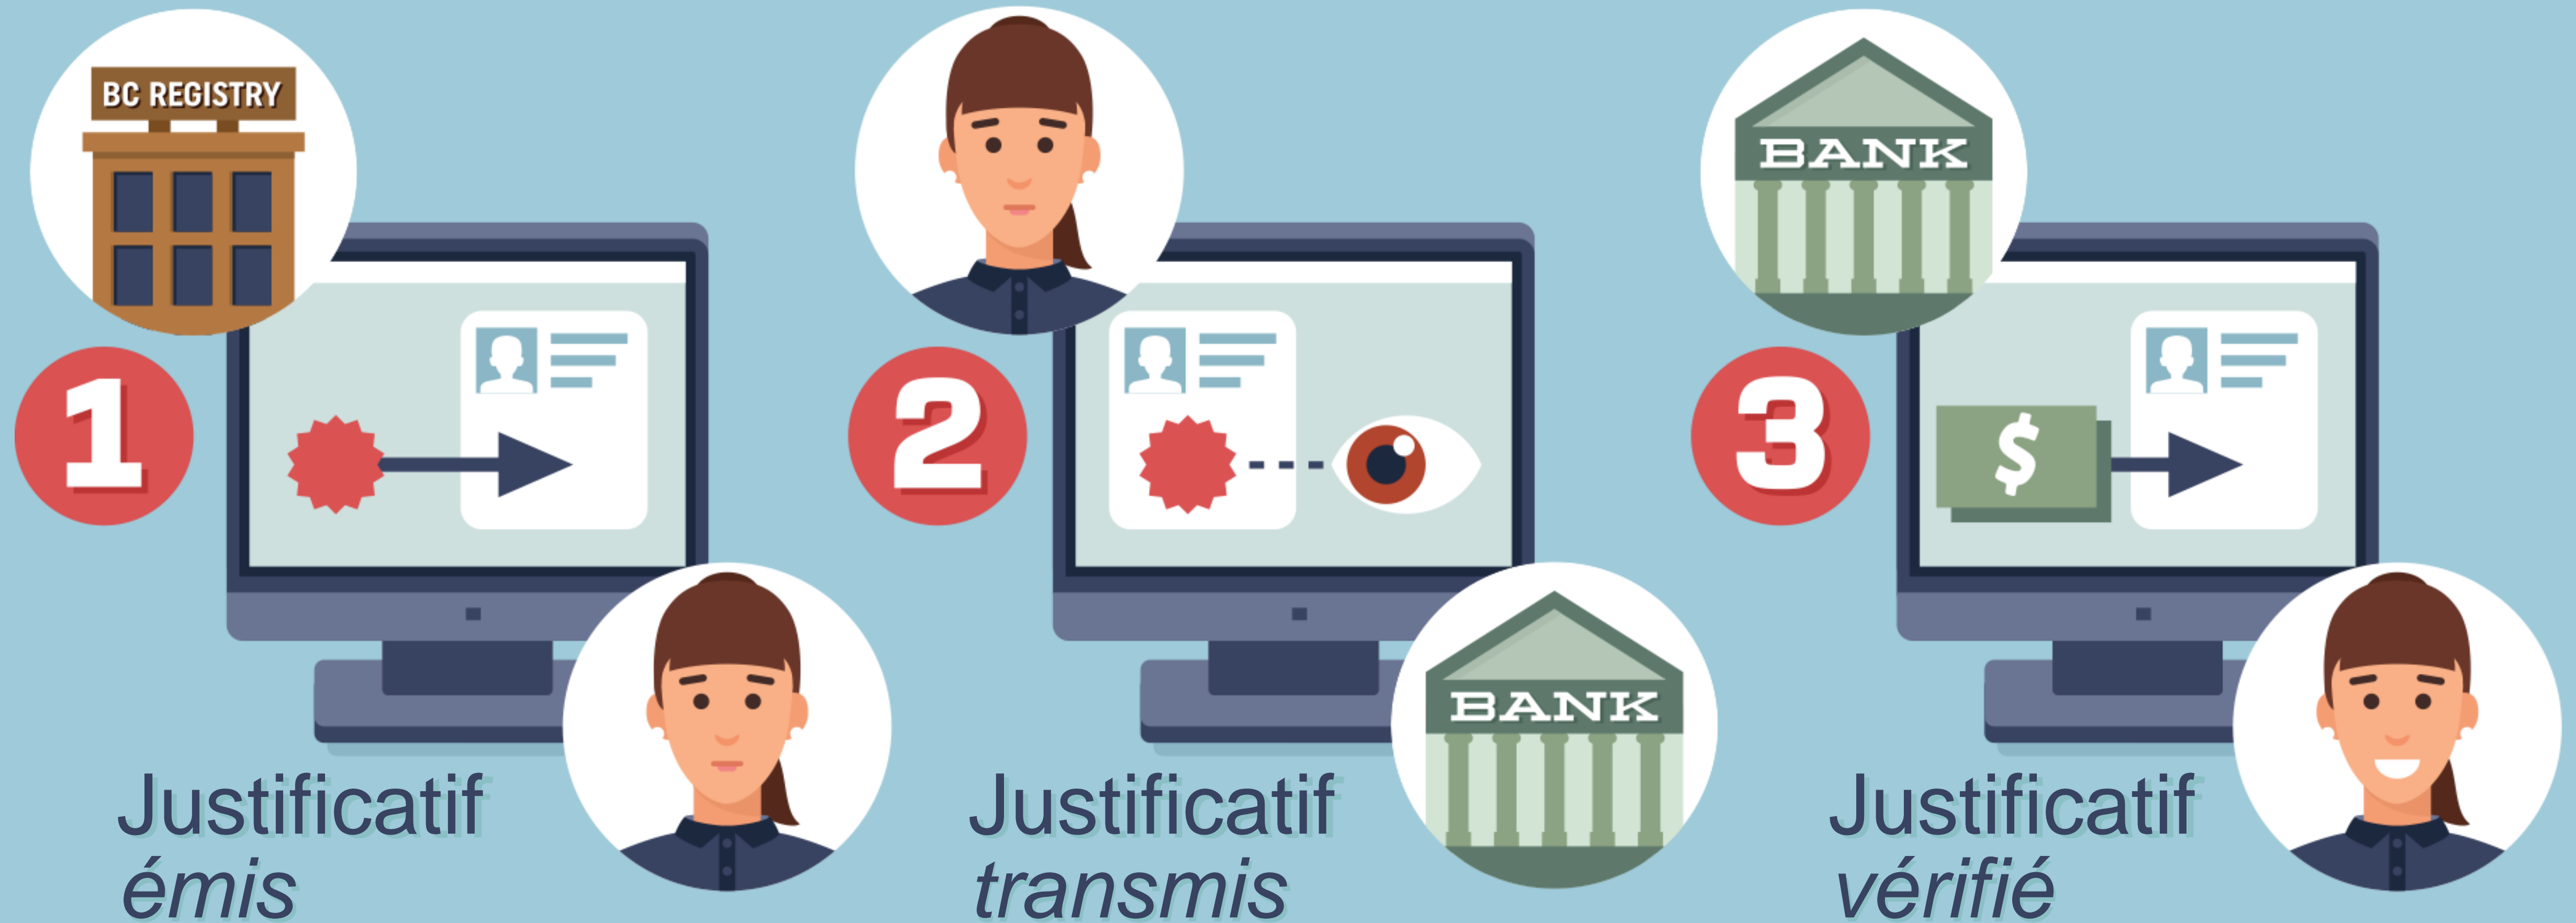 BC REGISTRY
1
Justificatif
émis
2
BANK
Justificatif
transmis
BANK
3
$
Justificatif
vérifié